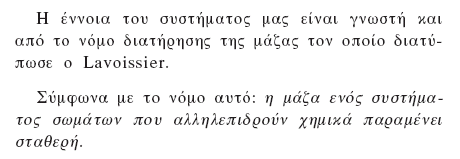 Η έννοια του συστήματος μας είναι γνωστή και
από το νόμο διατήρησης της μάζας τον οποίο διατύ-
πωσε ο Lavoissier.
Σύμφωνα με το νόμο αυτό: η μάζα ενός συστήμα-
τος σωμάτων που αλληλεπιδρούν χημικά παραμένει
σταθερή.